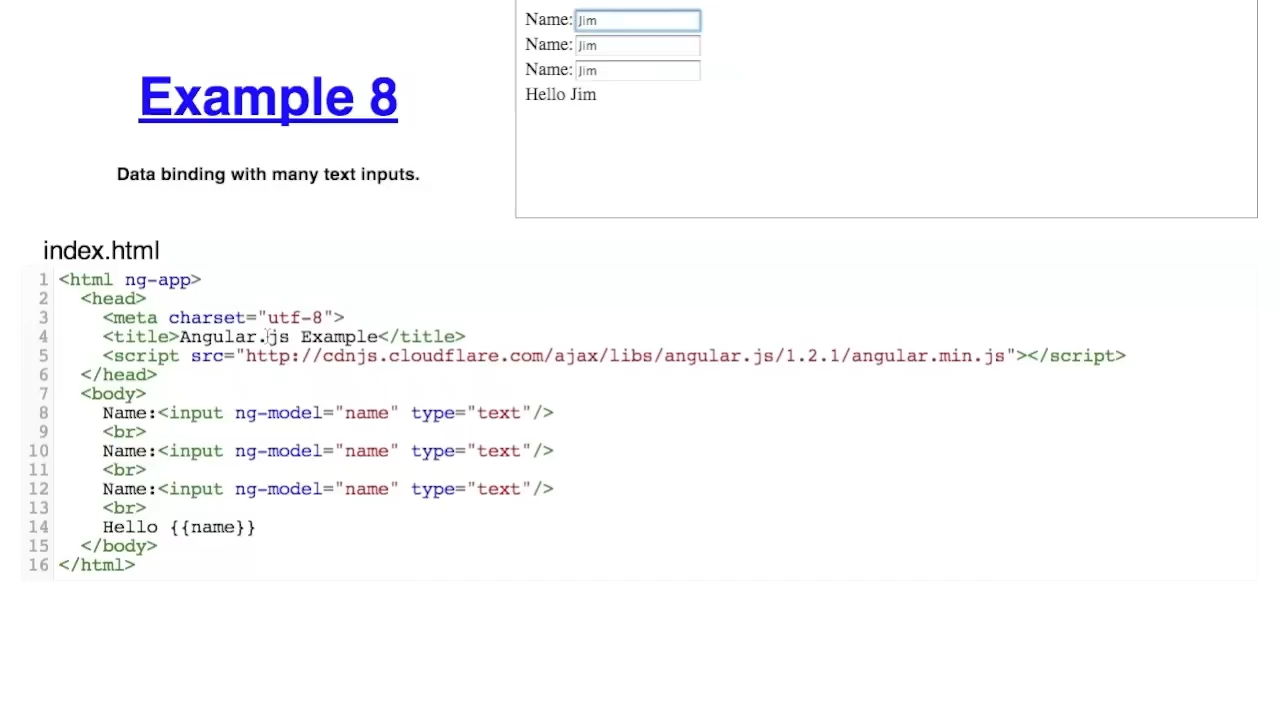 Example 8
Data binding with many text inputs.
Name: Jim
Name: Jim
Name: Jim
Hello Jim
index.html
1 <html ng-app>
2   <head>
3     <meta charset="utf-8">
4     <title>Angular.js Example</title>
5     <script src="http://cdnjs.cloudflare.com/ajax/libs/angular.js/1.2.1/angular.min.js"></script>
6   </head>
7   <body>
8     Name:<input ng-model="name" type="text"/>
9     <br>
10     Name:<input ng-model="name" type="text"/>
11     <br>
12     Name:<input ng-model="name" type="text"/>
13     <br>
14     Hello {{name}}
15   </body>
16 </html>